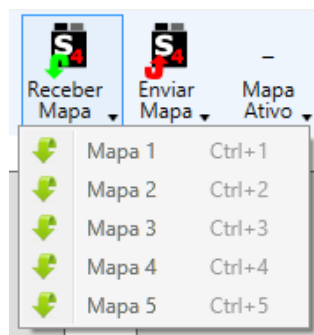 S4 S4 –
Receber Enviar Mapa
Mapa Mapa Ativo
Mapa 1 Ctrl+1
Mapa 2 Ctrl+2
Mapa 3 Ctrl+3
Mapa 4 Ctrl+4
Mapa 5 Ctrl+5